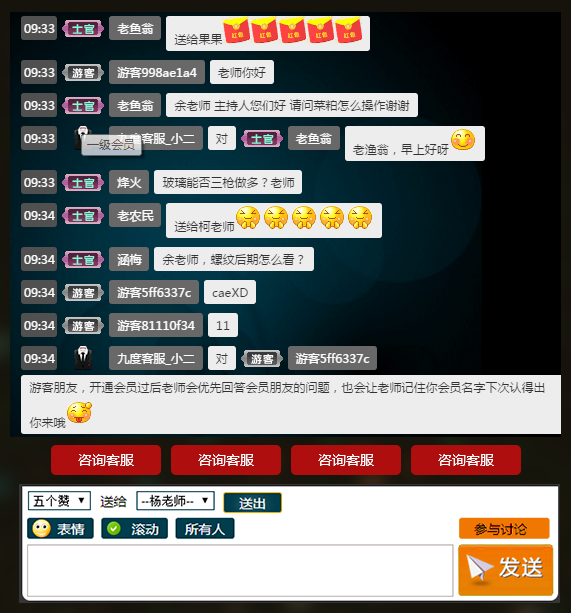 09:33 士官 老鱼翁 送给果果
09:33 游客 游客998ae1a4 老师你好
09:33 士官 老鱼翁 余老师 主持人您们好 请问菜粕怎么操作谢谢
09:33 九度客服_小二 对 士官 老鱼翁 老渔翁，早上好呀
一级会员
09:33 士官 烽火 玻璃能否三枪做多？老师
09:34 士官 老农民 送给柯老师
09:34 士官 涵梅 余老师，螺纹后期怎么看？
09:34 游客 游客5ff6337c caeXD
09:34 游客 游客81110f34 11
09:34 九度客服_小二 对 游客 游客5ff6337c
游客朋友，开通会员过后老师会优先回答会员朋友的问题，也会让老师记住你会员名字下次认得出
你来哦
咨询客服 咨询客服 咨询客服 咨询客服
五个赞 送给 --杨老师-- 送出
表情 滚动 所有人 参与讨论
发送